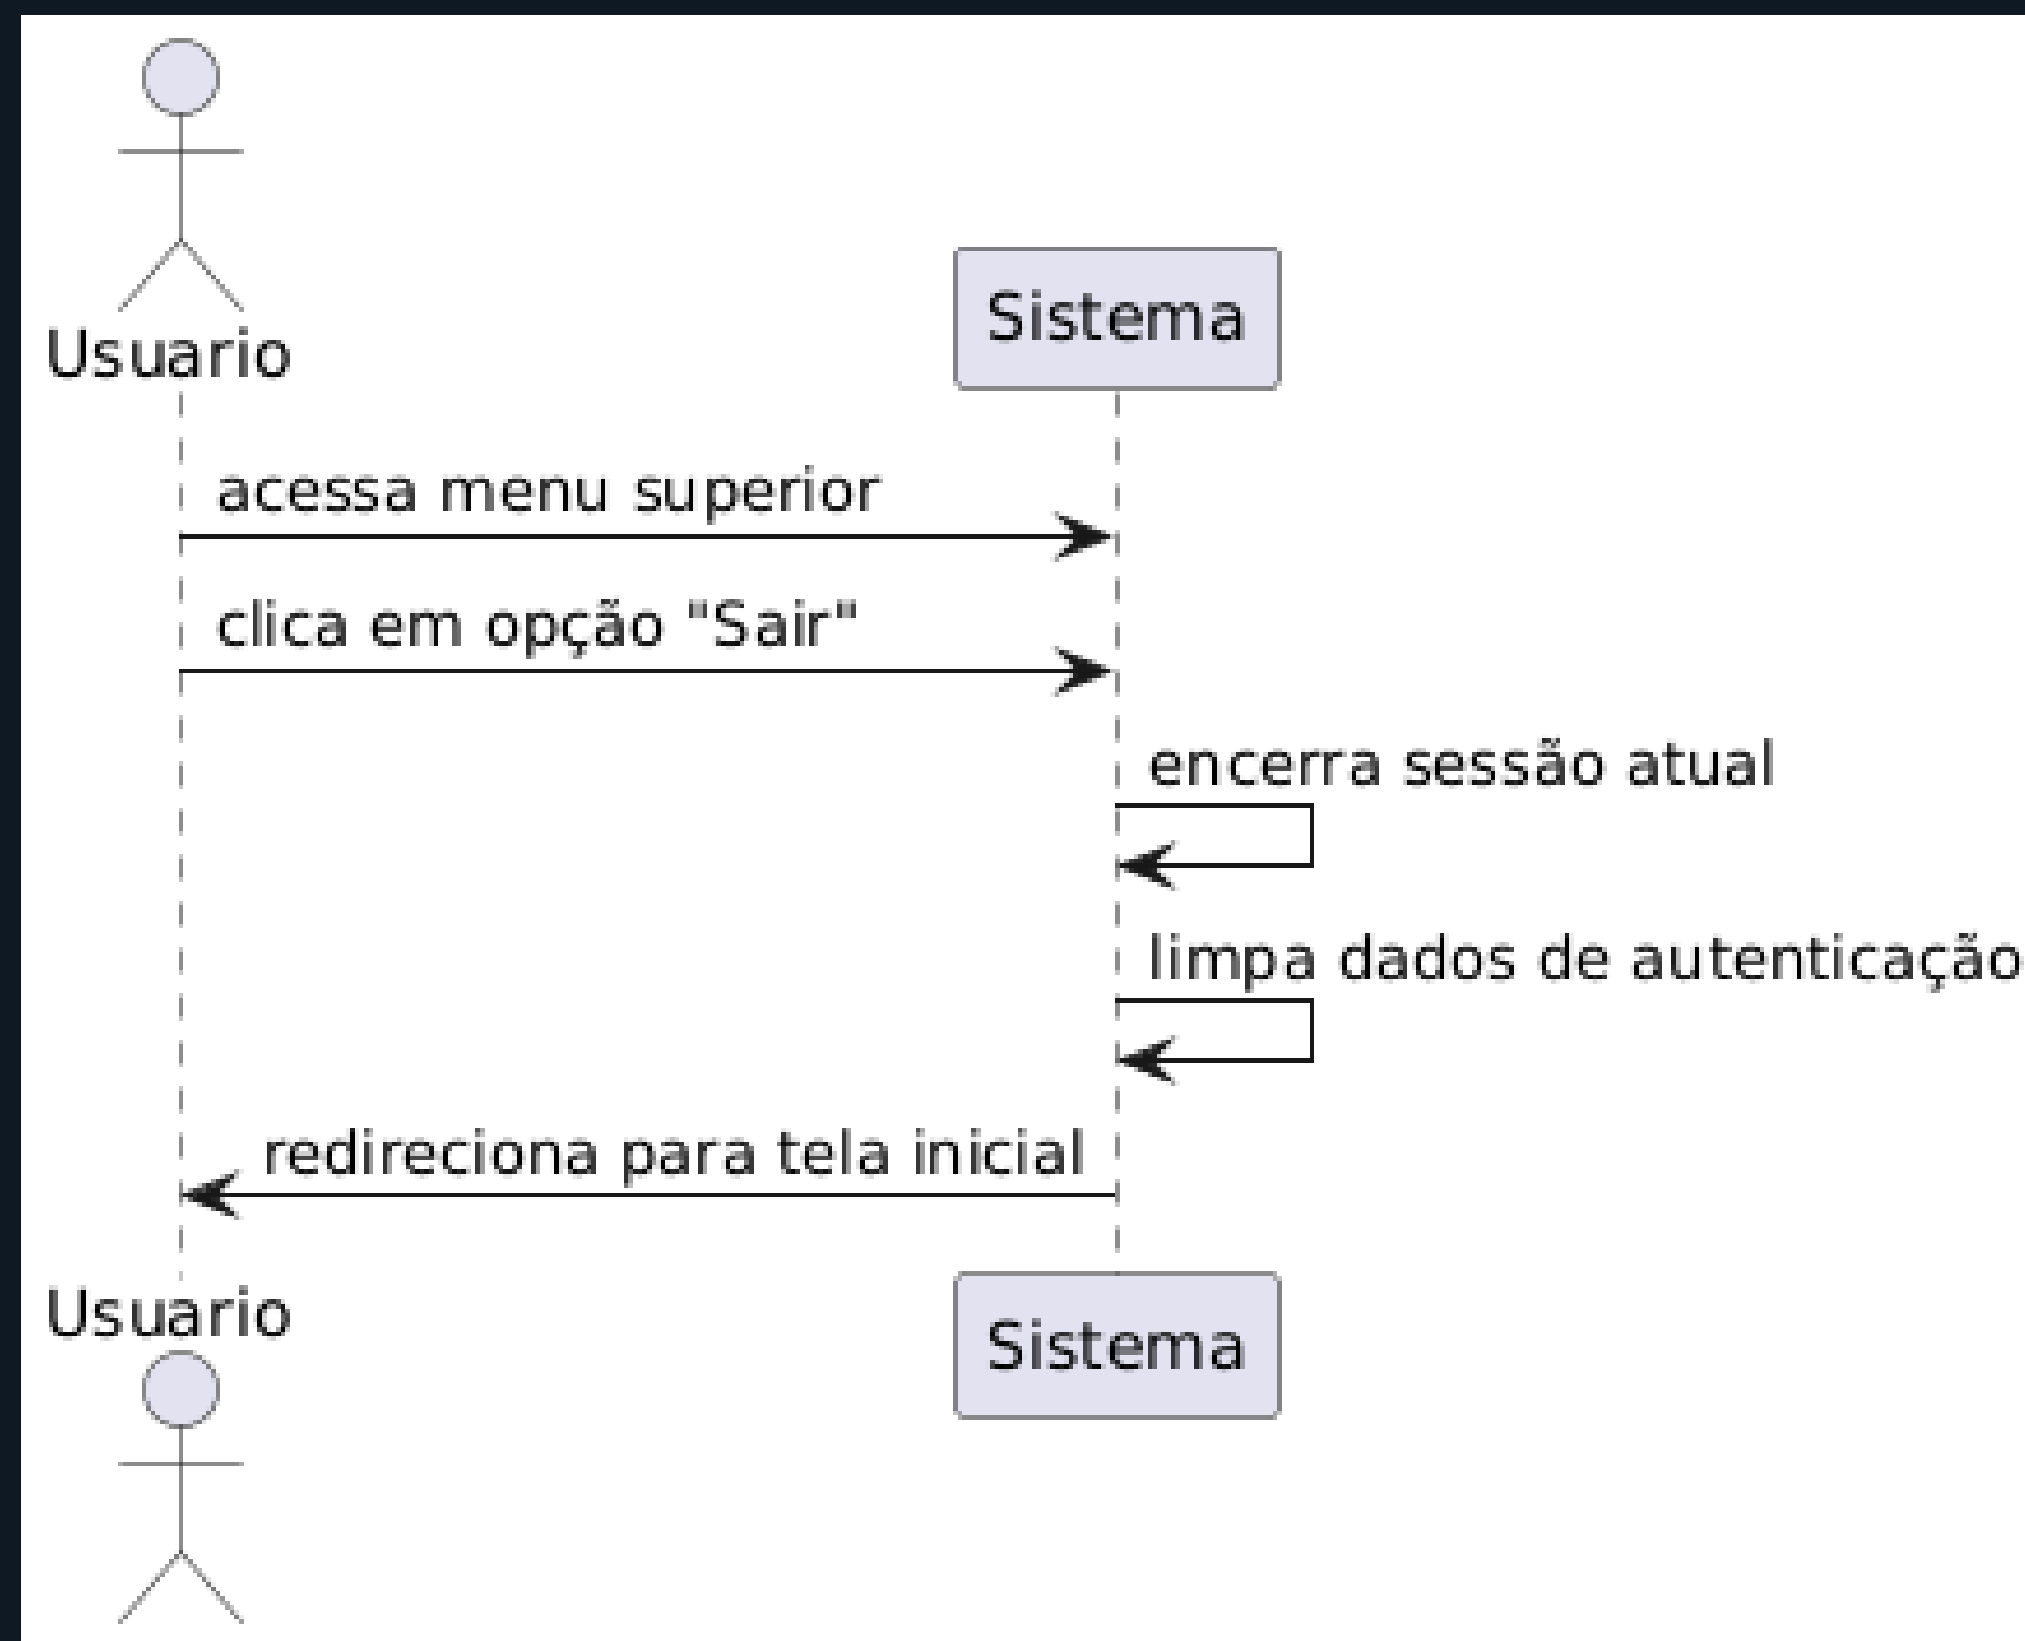 Usuario
Sistema
acessa menu superior
clica em opção "Sair"
encerra sessão atual
limpa dados de autenticação
redireciona para tela inicial
Usuario
Sistema